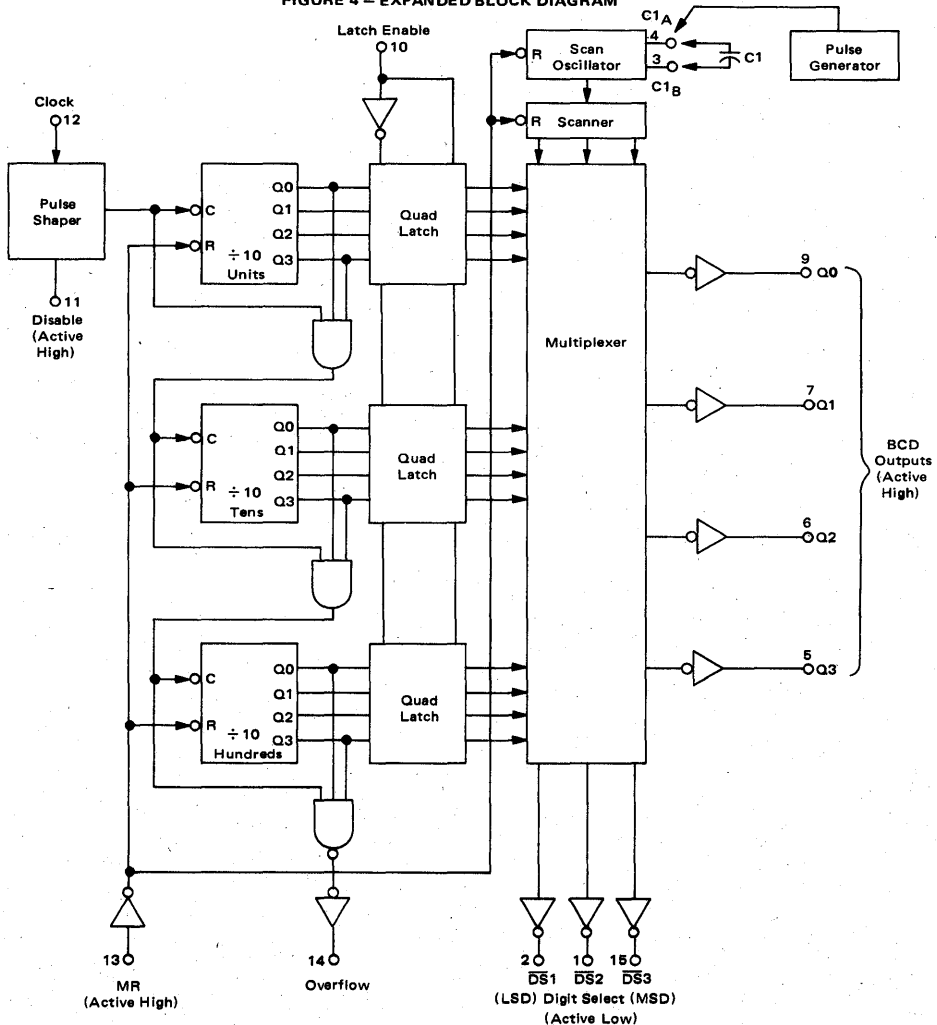 FIGURE 4 — EXPANDED BLOCK DIAGRAM
Latch Enable
10
C1A
4
3
C1B
C1
R Scan Oscillator
Pulse Generator
Clock
12
R Scanner
Pulse Shaper
11
Disable (Active High)
C
R
÷10
Units
Q0
Q1
Q2
Q3
Quad Latch
Multiplexer
9 Q0
7 Q1
6 Q2
5 Q3
BCD Outputs (Active High)
C
R
÷10
Tens
Q0
Q1
Q2
Q3
Quad Latch
C
R
÷10
Hundreds
Q0
Q1
Q2
Q3
Quad Latch
13
MR
(Active High)
14
Overflow
2 1 15
DS1 DS2 DS3
(LSD) Digit Select (MSD)
(Active Low)